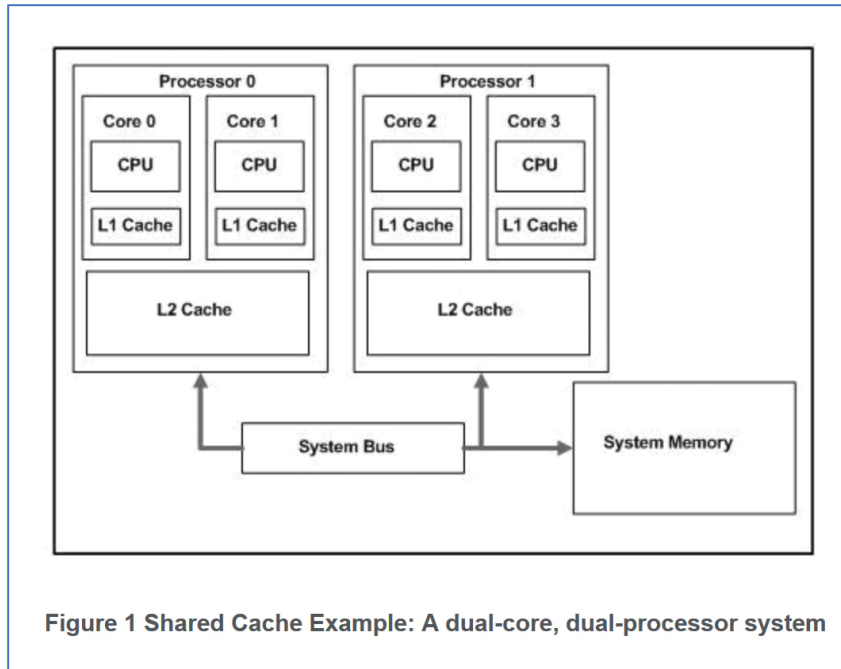 Processor 0
Processor 1
Core 0
Core 1
Core 2
Core 3
CPU
CPU
CPU
CPU
L1 Cache
L1 Cache
L1 Cache
L1 Cache
L2 Cache
L2 Cache
System Bus
System Memory
Figure 1 Shared Cache Example: A dual-core, dual-processor system